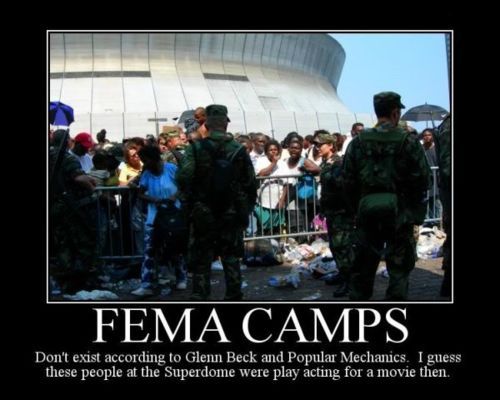 FEMA CAMPS
Don't exist according to Glenn Beck and Popular Mechanics.  I guess
these people at the Superdome were play acting for a movie then.